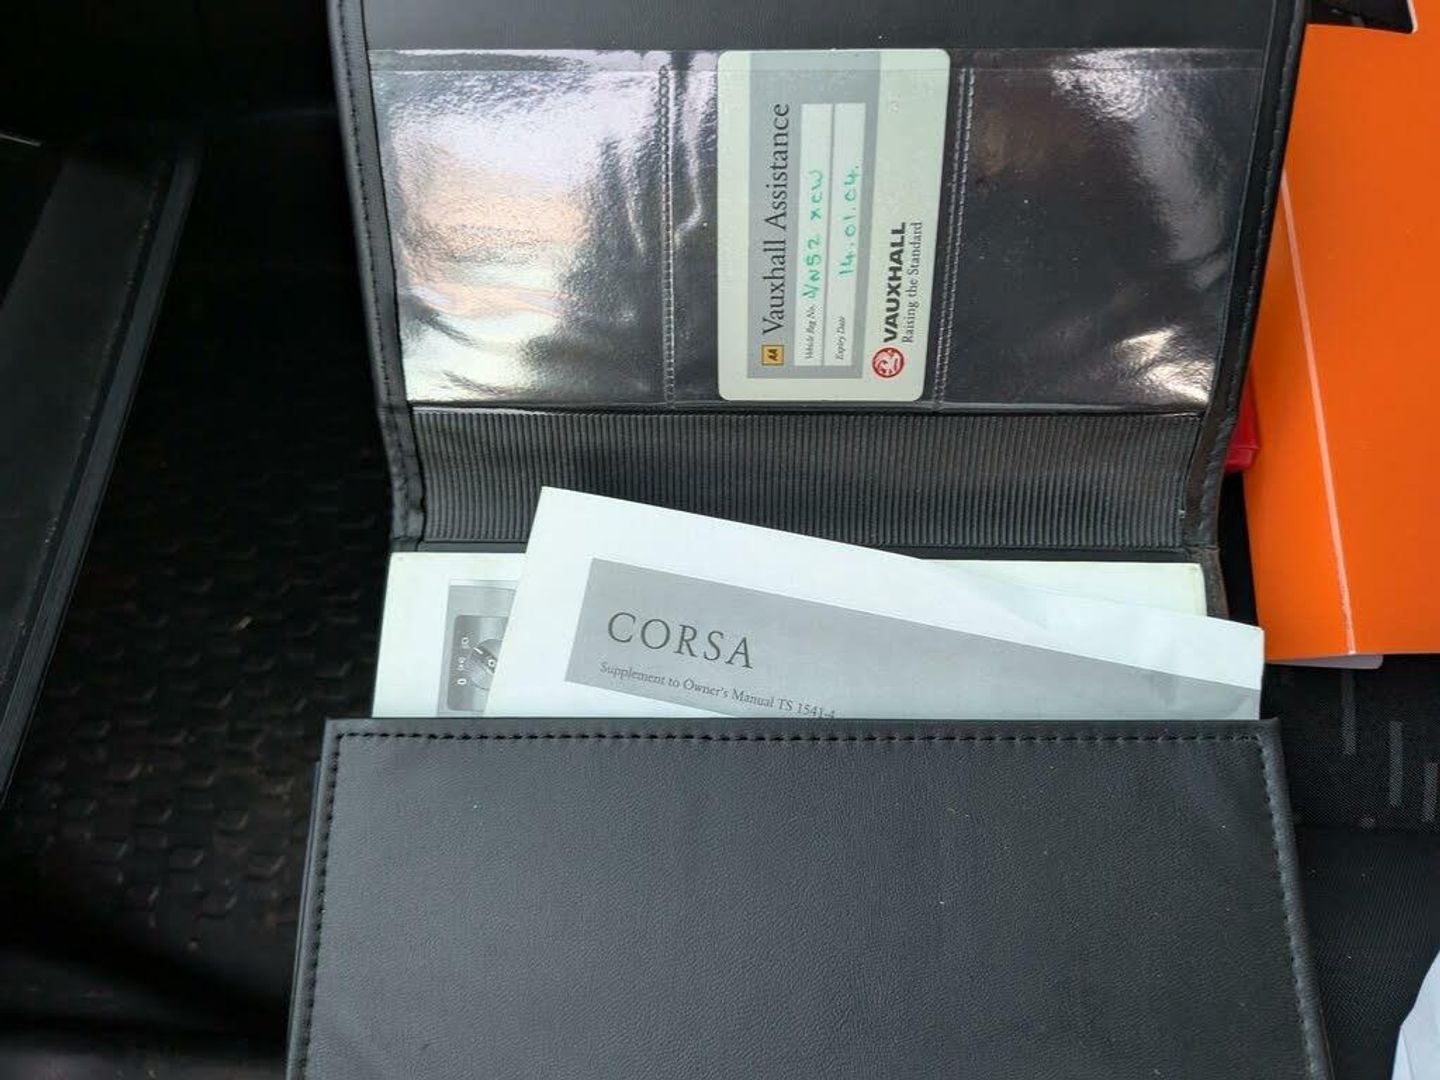 AA Vauxhall Assistance
Vehicle Reg No. VN52 XCW
Expiry Date 14.01.04.
VAUXHALL
Raising the Standard
CORSA
Supplement to Owner's Manual TS 1541-4